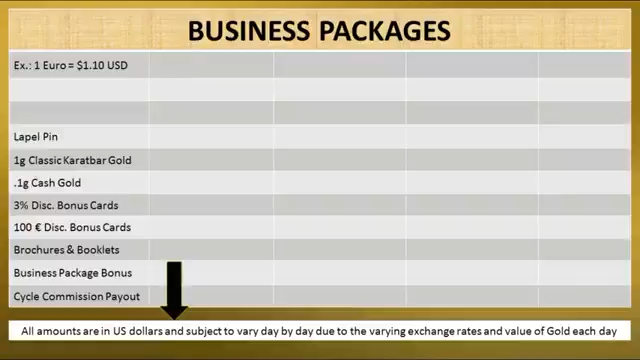 BUSINESS PACKAGES
Ex.: 1 Euro = $1.10 USD
Lapel Pin
1g Classic Karatbar Gold
.1g Cash Gold
3% Disc. Bonus Cards
100 € Disc. Bonus Cards
Brochures & Booklets
Business Package Bonus
Cycle Commission Payout
All amounts are in US dollars and subject to vary day by day due to the varying exchange rates and value of Gold each day